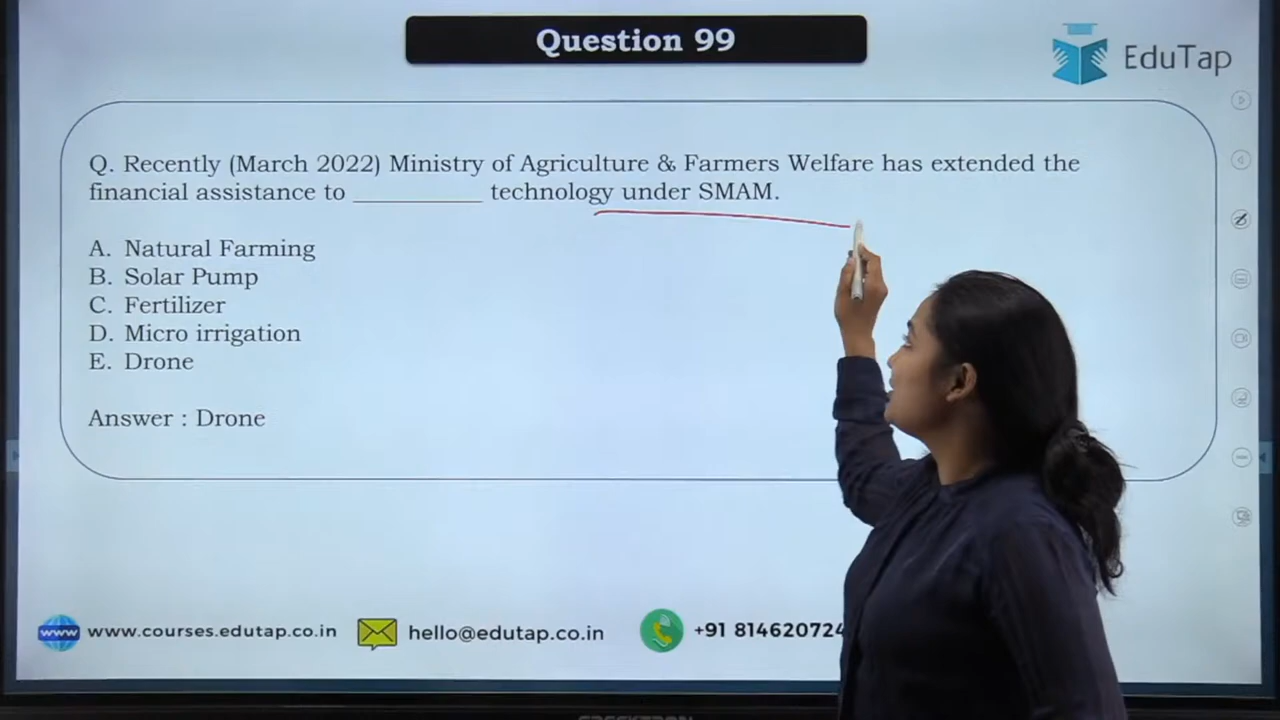 Question 99
EduTap
Q. Recently (March 2022) Ministry of Agriculture & Farmers Welfare has extended the
financial assistance to __________ technology under SMAM.
A. Natural Farming
B. Solar Pump
C. Fertilizer
D. Micro irrigation
E. Drone
Answer : Drone
www www.courses.edutap.co.in hello@edutap.co.in +91 814620724